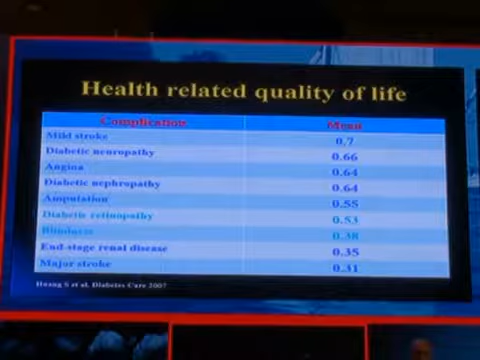 Health related quality of life
Complication Mean
Mild stroke 0.7
Diabetic neuropathy 0.66
Angina 0.64
Diabetic nephropathy 0.64
Amputation 0.55
Diabetic retinopathy 0.53
Blindness 0.38
End-stage renal disease 0.35
Major stroke 0.31
Huang S et al. Diabetes Care 2007